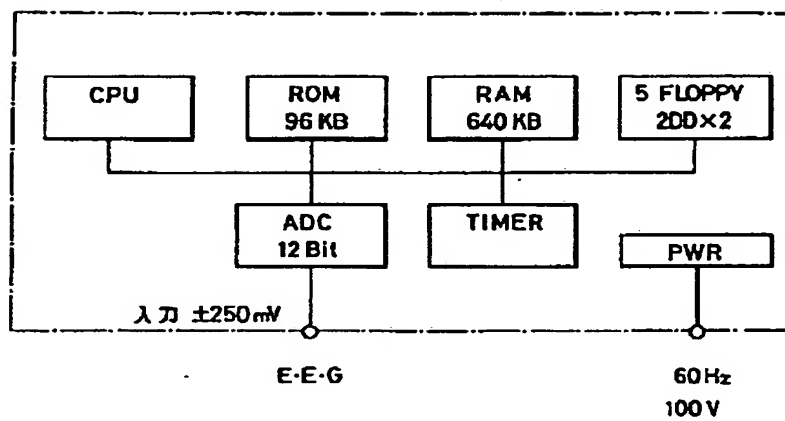 CPU
ROM
96 KB
RAM
640 KB
5 FLOPPY
2DD×2
ADC
12 Bit
TIMER
PWR
入力 ±250mV
E·E·G
60Hz
100V